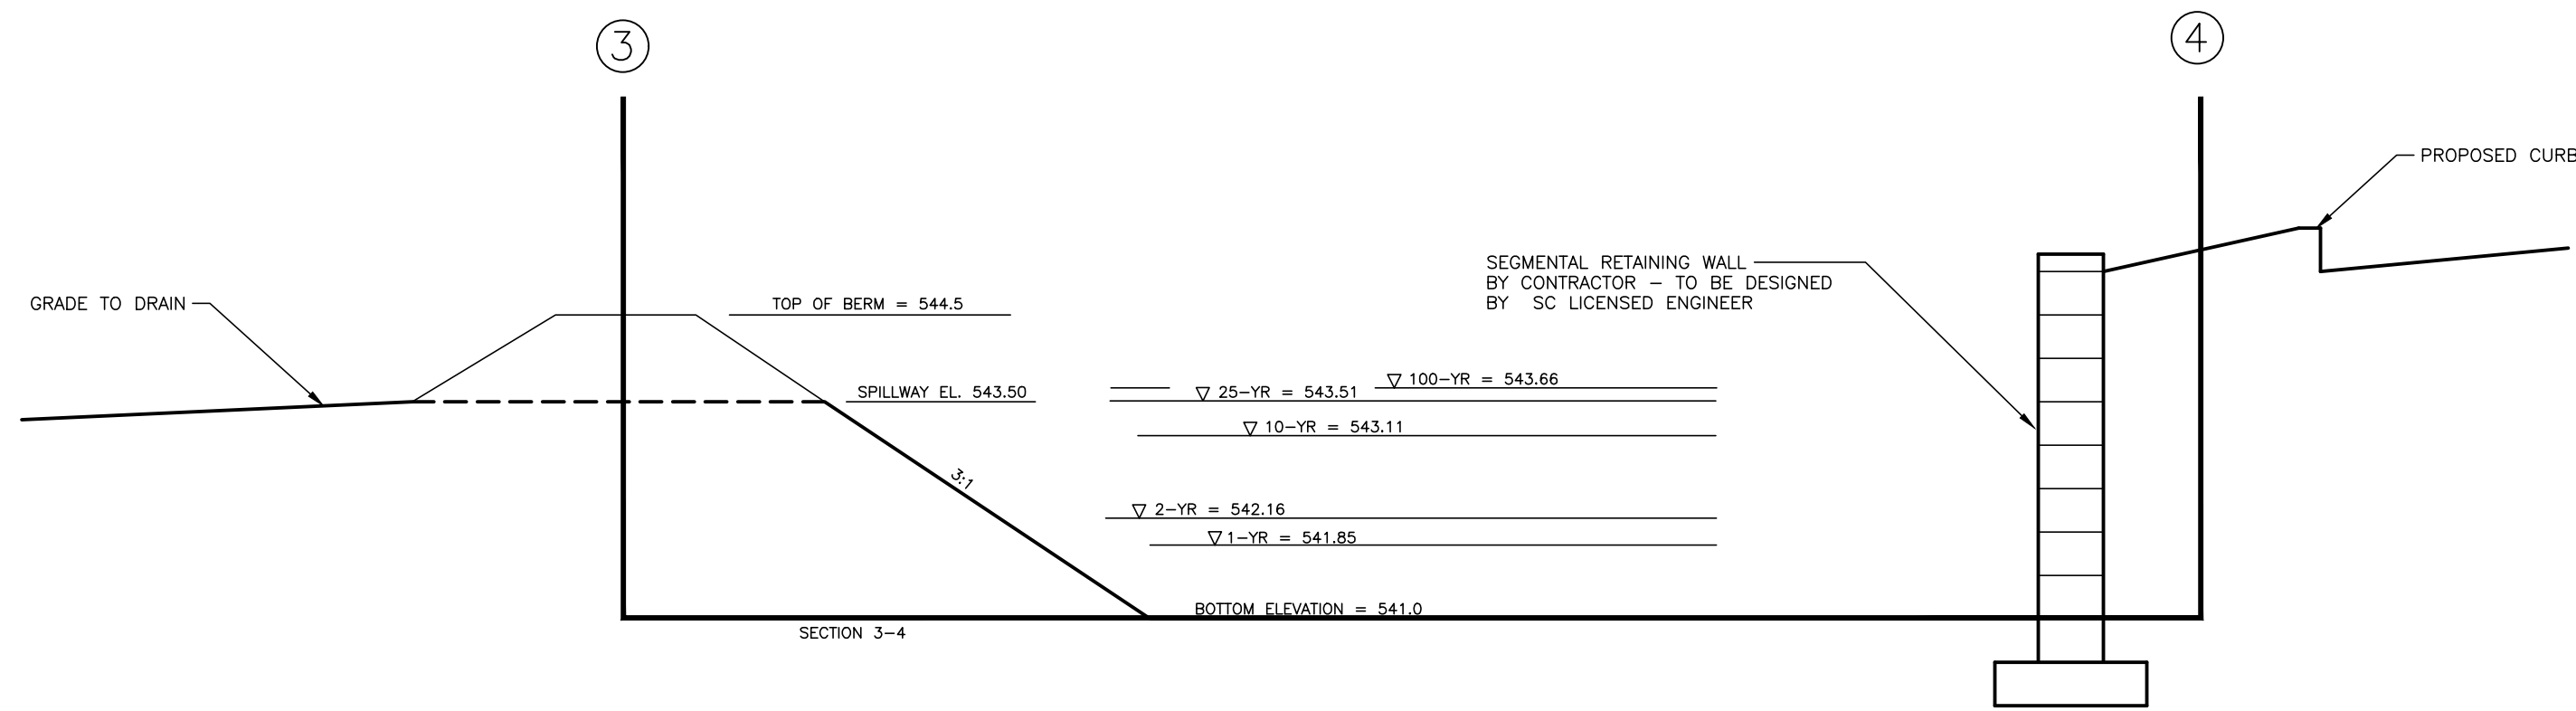 3
4
PROPOSED CURB
SEGMENTAL RETAINING WALL
BY CONTRACTOR – TO BE DESIGNED
BY SC LICENSED ENGINEER
GRADE TO DRAIN
TOP OF BERM = 544.5
SPILLWAY EL. 543.50
100–YR = 543.66
25–YR = 543.51
10–YR = 543.11
3:1
2–YR = 542.16
1–YR = 541.85
BOTTOM ELEVATION = 541.0
SECTION 3–4